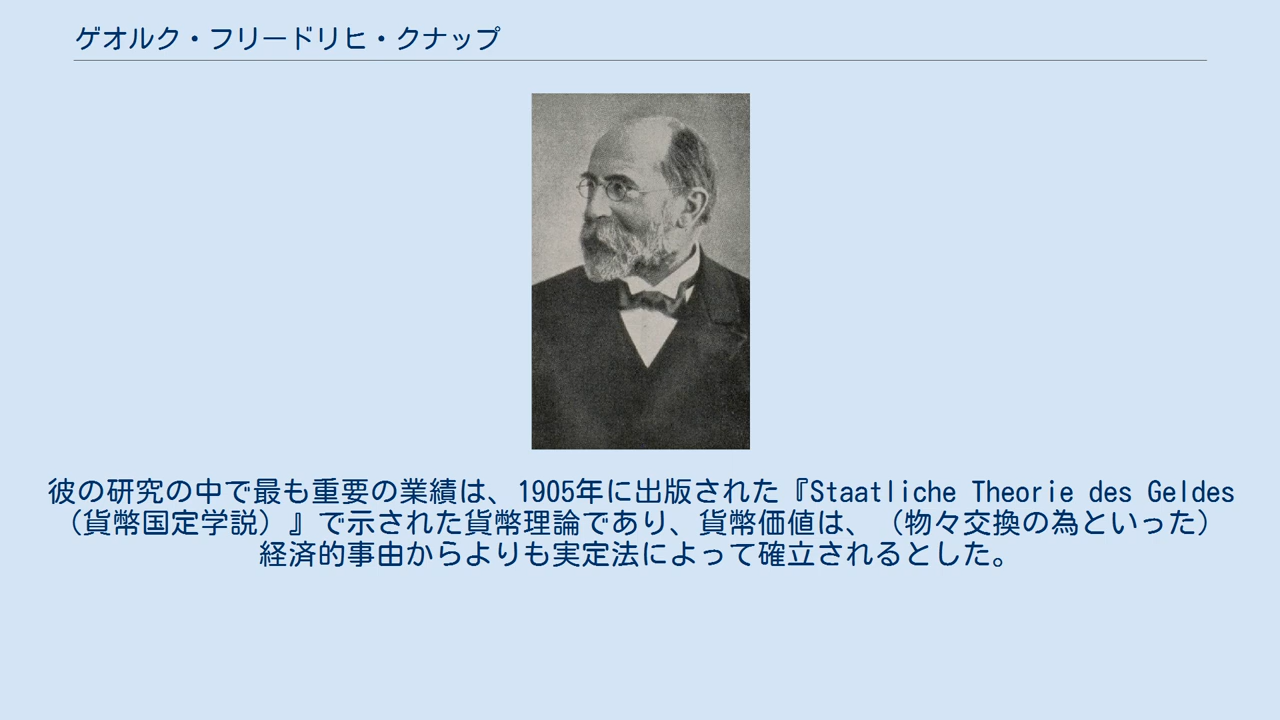 ゲオルク・フリードリヒ・クナップ
彼の研究の中で最も重要の業績は、1905年に出版された『Staatliche Theorie des Geldes
（貨幣国定学説）』で示された貨幣理論であり、貨幣価値は、（物々交換の為といった）
経済的事由からよりも実定法によって確立されるとした。